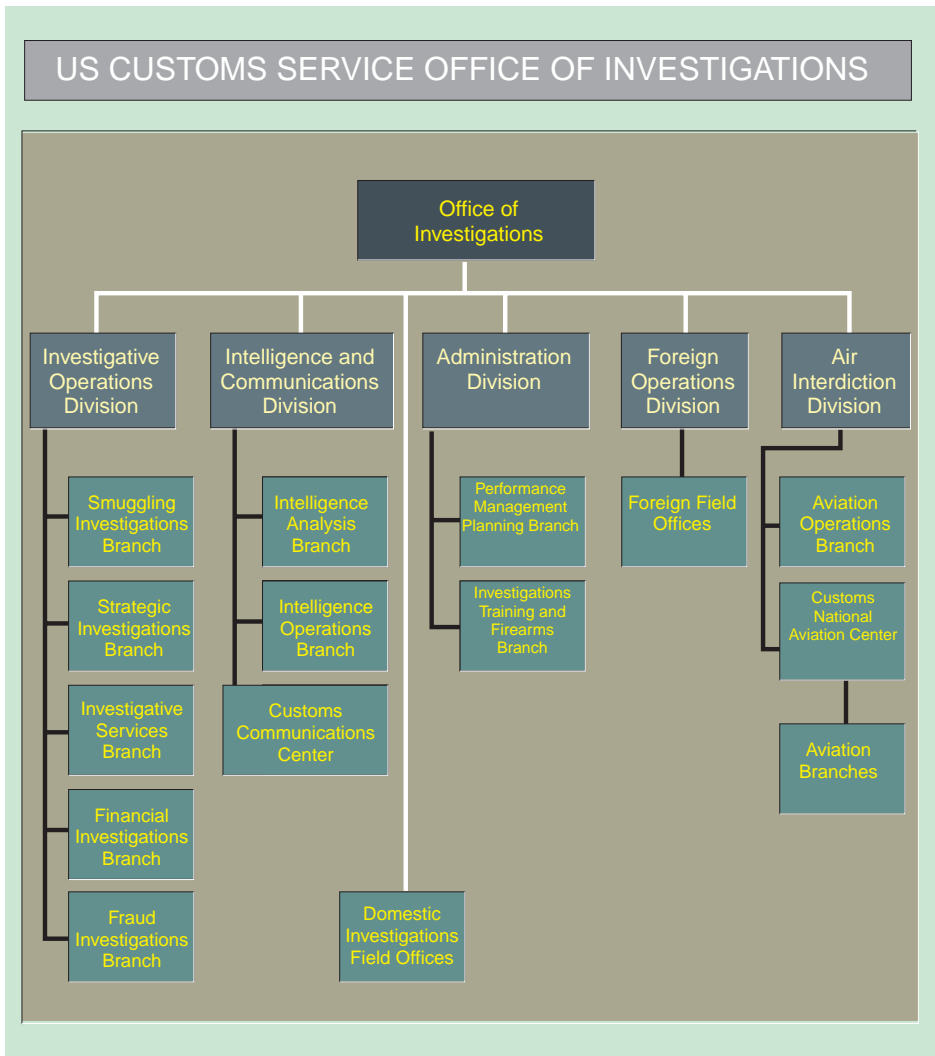 US CUSTOMS SERVICE OFFICE OF INVESTIGATIONS
Office of
Investigations
Investigative
Operations
Division
Intelligence and
Communications
Division
Administration
Division
Foreign
Operations
Division
Air
Interdiction
Division
Smuggling
Investigations
Branch
Strategic
Investigations
Branch
Investigative
Services
Branch
Financial
Investigations
Branch
Fraud
Investigations
Branch
Intelligence
Analysis
Branch
Intelligence
Operations
Branch
Customs
Communications
Center
Domestic
Investigations
Field Offices
Performance
Management
Planning Branch
Investigations
Training and
Firearms
Branch
Foreign Field
Offices
Aviation
Operations
Branch
Customs
National
Aviation Center
Aviation
Branches